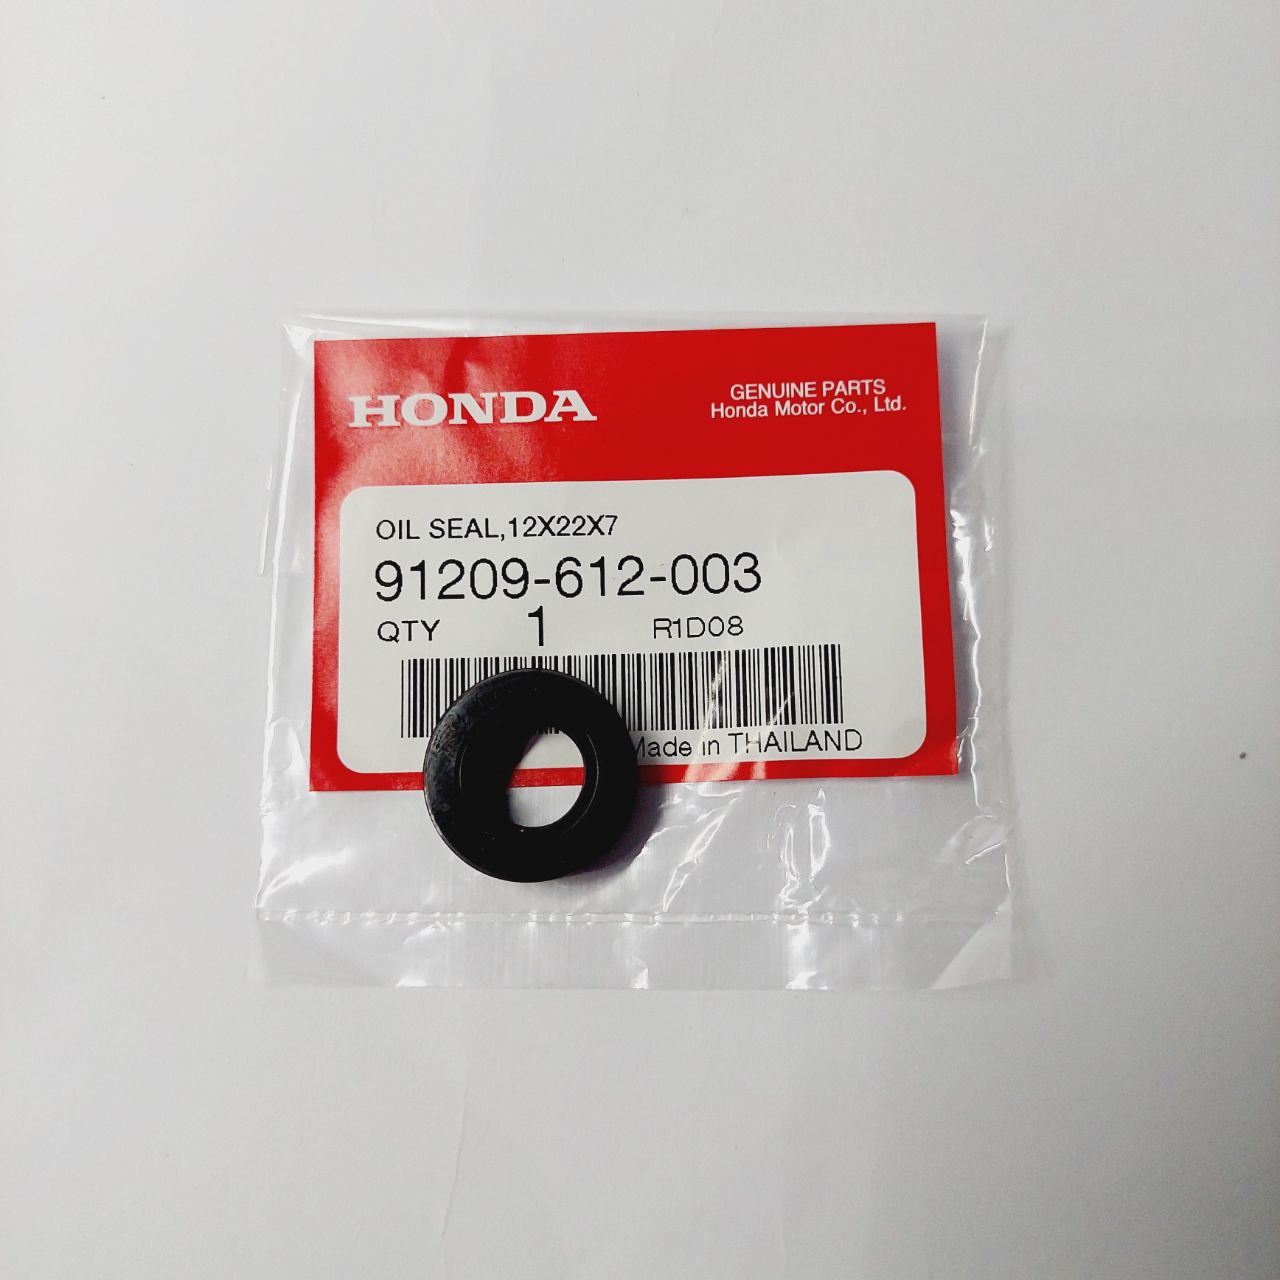 HONDA
GENUINE PARTS
Honda Motor Co., Ltd.
OIL SEAL,12X22X7
91209-612-003
QTY 1 R1D08
Made in THAILAND